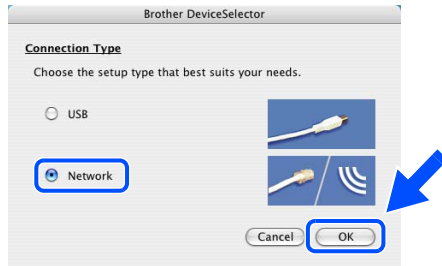 Brother DeviceSelector
Connection Type
Choose the setup type that best suits your needs.
USB
Network
Cancel OK